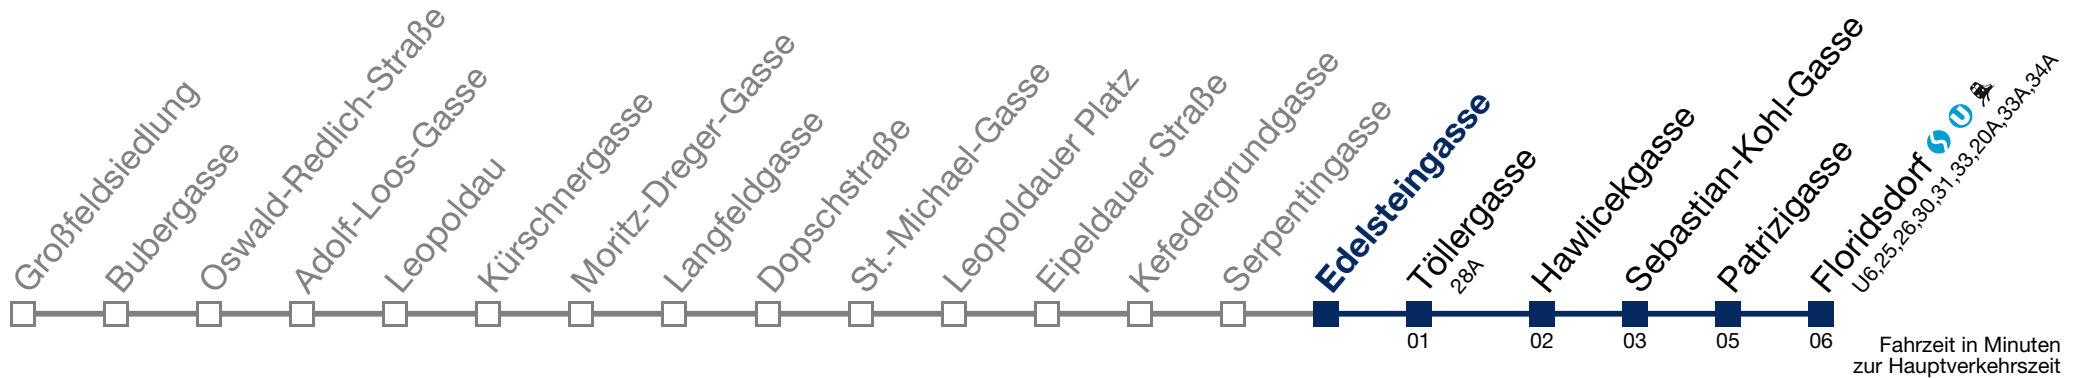 Großfeldsiedlung
Bubergasse
Oswald-Redlich-Straße
Adolf-Loos-Gasse
Leopoldau
Kürschnergasse
Moritz-Dreger-Gasse
Langfeldgasse
Dopschstraße
St.-Michael-Gasse
Leopoldauer Platz
Eipeldauer Straße
Kefedergrundgasse
Serpentingasse
Edelsteingasse
Töllergasse
28A
Hawlicekgasse
Sebastian-Kohl-Gasse
Patrizigasse
Floridsdorf S U
U6,25,26,30,31,33,20A,33A,34A
01 02 03 05 06
Fahrzeit in Minuten
zur Hauptverkehrszeit